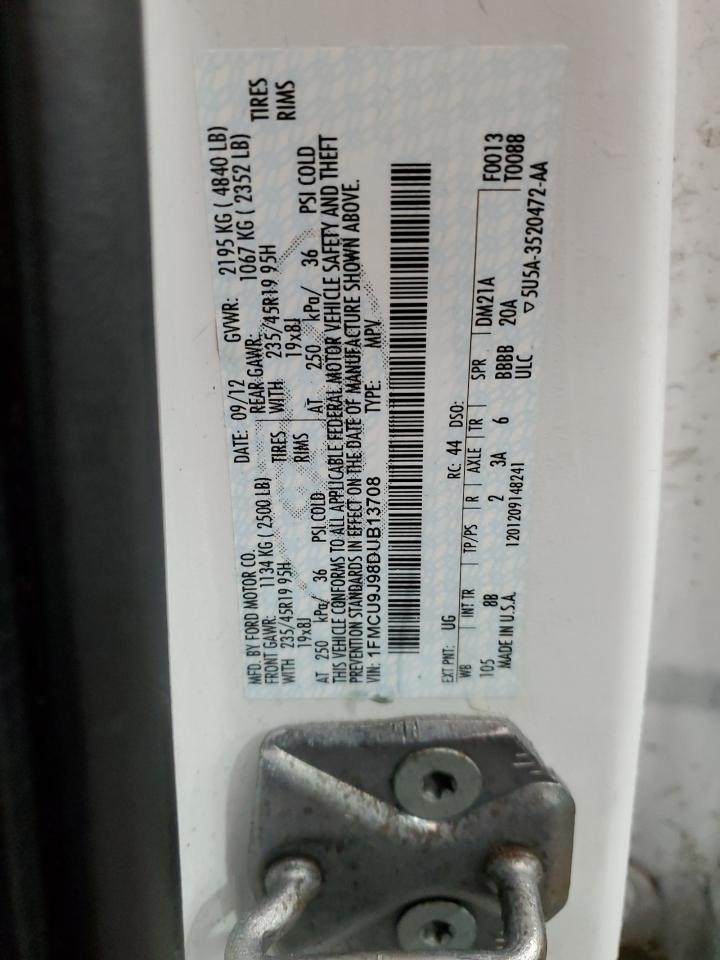 MFD. BY FORD MOTOR CO.
DATE: 09/12 GVWR: 2195 KG ( 4840 LB)
FRONT GAWR: 1134 KG ( 2500 LB) REAR GAWR: 1067 KG ( 2352 LB)
WITH 235/45R19 95H TIRES WITH 235/45R19 95H TIRES
19x8J RIMS 19x8J RIMS
AT 250 kPa/ 36 PSI COLD AT 250 kPa/ 36 PSI COLD
THIS VEHICLE CONFORMS TO ALL APPLICABLE FEDERAL MOTOR VEHICLE SAFETY AND THEFT
PREVENTION STANDARDS IN EFFECT ON THE DATE OF MANUFACTURE SHOWN ABOVE.
VIN: 1FMCU9J98DUB13708 TYPE: MPV
EXT PNT: UG RC: 44 DSO: F0013
WB INT TR TP/PS R AXLE TR SPR DM21A T0088
105 8B 2 3A 6 BBBB 20A
MADE IN U.S.A. 1201209148241 ULC ▽5U5A-3520472-AA